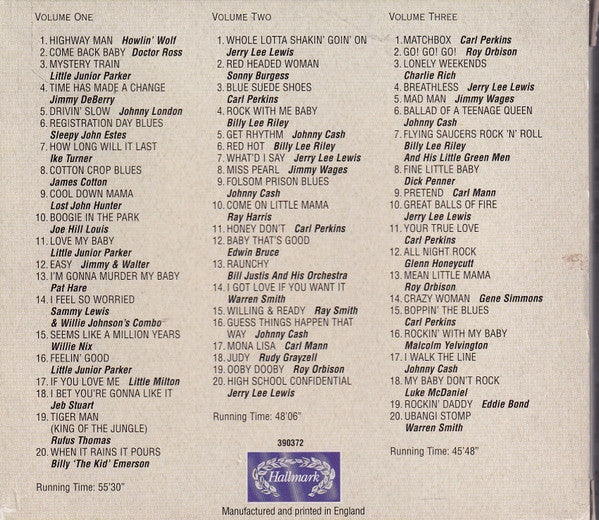 VOLUME ONE
1. HIGHWAY MAN Howlin' Wolf
2. COME BACK BABY Doctor Ross
3. MYSTERY TRAIN
Little Junior Parker
4. TIME HAS MADE A CHANGE
Jimmy DeBerry
5. DRIVIN' SLOW Johnny London
6. REGISTRATION DAY BLUES
Sleepy John Estes
7. HOW LONG WILL IT LAST
Ike Turner
8. COTTON CROP BLUES
James Cotton
9. COOL DOWN MAMA
Lost John Hunter
10. BOOGIE IN THE PARK
Joe Hill Louis
11. LOVE MY BABY
Little Junior Parker
12. EASY Jimmy & Walter
13. I'M GONNA MURDER MY BABY
Pat Hare
14. I FEEL SO WORRIED
Sammy Lewis
& Willie Johnson's Combo
15. SEEMS LIKE A MILLION YEARS
Willie Nix
16. FEELIN' GOOD
Little Junior Parker
17. IF YOU LOVE ME Little Milton
18. I BET YOU'RE GONNA LIKE IT
Jeb Stuart
19. TIGER MAN
(KING OF THE JUNGLE)
Rufus Thomas
20. WHEN IT RAINS IT POURS
Billy 'The Kid' Emerson
Running Time: 55'30"
VOLUME TWO
1. WHOLE LOTTA SHAKIN' GOIN' ON
Jerry Lee Lewis
2. RED HEADED WOMAN
Sonny Burgess
3. BLUE SUEDE SHOES
Carl Perkins
4. ROCK WITH ME BABY
Billy Lee Riley
5. GET RHYTHM Johnny Cash
6. RED HOT Billy Lee Riley
7. WHAT'D I SAY Jerry Lee Lewis
8. MISS PEARL Jimmy Wages
9. FOLSOM PRISON BLUES
Johnny Cash
10. COME ON LITTLE MAMA
Ray Harris
11. HONEY DON'T Carl Perkins
12. BABY THAT'S GOOD
Edwin Bruce
13. RAUNCHY
Bill Justis And His Orchestra
14. I GOT LOVE IF YOU WANT IT
Warren Smith
15. WILLING & READY Ray Smith
16. GUESS THINGS HAPPEN THAT
WAY Johnny Cash
17. MONA LISA Carl Mann
18. JUDY Rudy Grayzell
19. OOBY DOOBY Roy Orbison
20. HIGH SCHOOL CONFIDENTIAL
Jerry Lee Lewis
Running Time: 48'06"
VOLUME THREE
1. MATCHBOX Carl Perkins
2. GO! GO! GO! Roy Orbison
3. LONELY WEEKENDS
Charlie Rich
4. BREATHLESS Jerry Lee Lewis
5. MAD MAN Jimmy Wages
6. BALLAD OF A TEENAGE QUEEN
Johnny Cash
7. FLYING SAUCERS ROCK 'N' ROLL
Billy Lee Riley
And His Little Green Men
8. FINE LITTLE BABY
Dick Penner
9. PRETEND Carl Mann
10. GREAT BALLS OF FIRE
Jerry Lee Lewis
11. YOUR TRUE LOVE
Carl Perkins
12. ALL NIGHT ROCK
Glenn Honeycutt
13. MEAN LITTLE MAMA
Roy Orbison
14. CRAZY WOMAN Gene Simmons
15. BOPPIN' THE BLUES
Carl Perkins
16. ROCKIN' WITH MY BABY
Malcolm Yelvington
17. I WALK THE LINE
Johnny Cash
18. MY BABY DON'T ROCK
Luke McDaniel
19. ROCKIN' DADDY Eddie Bond
20. UBANGI STOMP
Warren Smith
Running Time: 45'48"
390372
Hallmark
Manufactured and printed in England